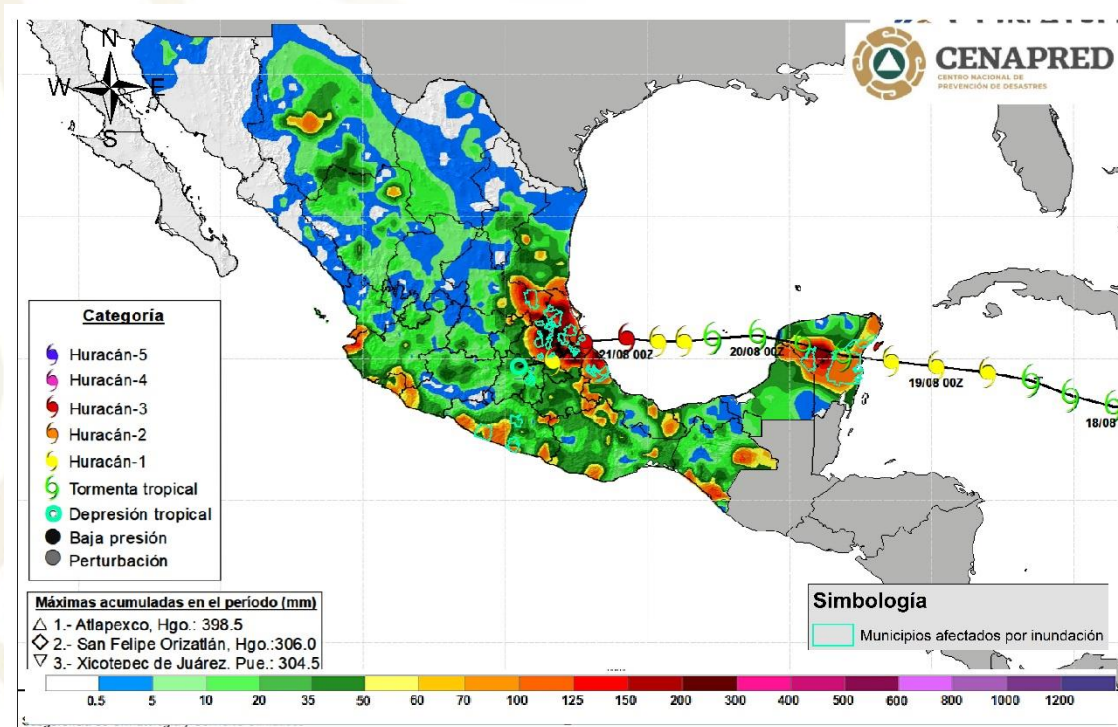 CENAPRED
CENTRO NACIONAL DE
PREVENCIÓN DE DESASTRES
N
W E
S
Categoría
Huracán-5
Huracán-4
Huracán-3
Huracán-2
Huracán-1
Tormenta tropical
Depresión tropical
Baja presión
Perturbación
21/08 00Z
20/08 00Z
19/08 00Z
18/08
Máximas acumuladas en el período (mm)
1.- Atlapexco, Hgo.: 398.5
2.- San Felipe Orizatlán, Hgo.:306.0
3.- Xicotepec de Juárez. Pue.: 304.5
Simbología
Municipios afectados por inundación
0.5 5 10 20 35 50 60 70 100 125 150 200 300 400 500 600 800 1000 1200